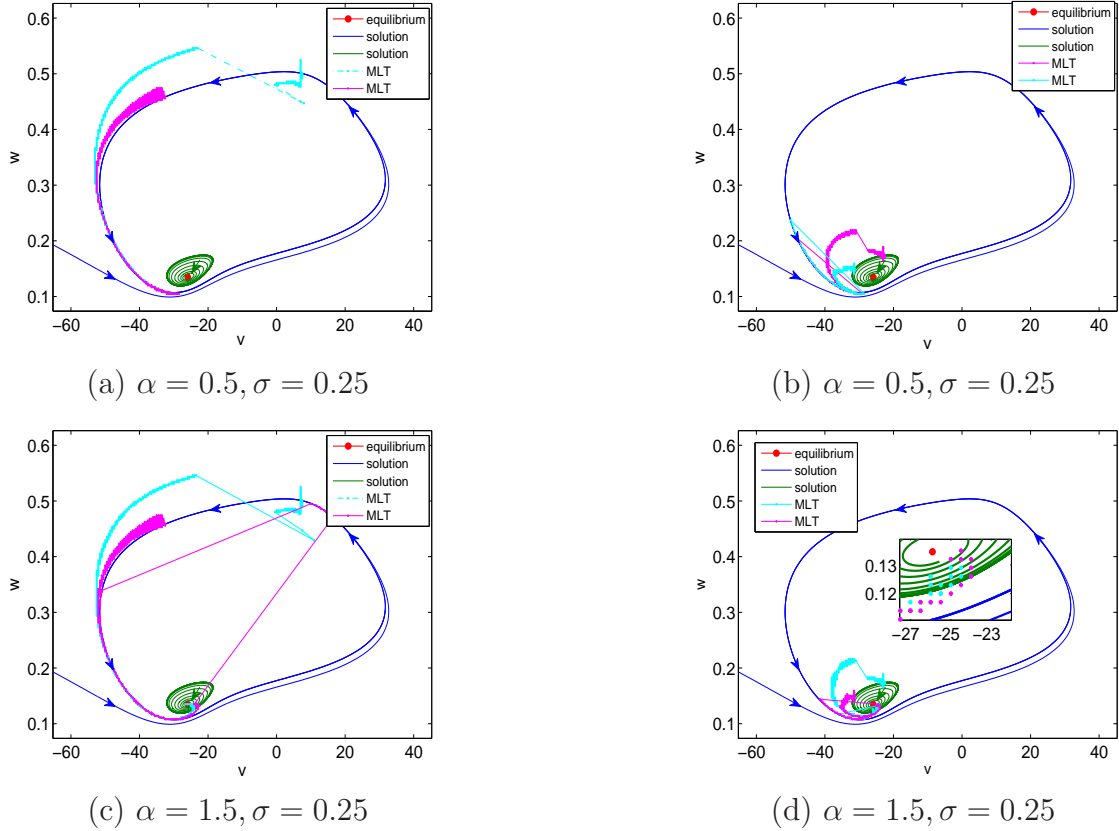 0.6
0.5
0.4
0.3
0.2
0.1
w
−60 −40 −20 0 20 40
v
equilibrium
solution
solution
MLT
MLT
(a) α = 0.5, σ = 0.25
0.6
0.5
0.4
0.3
0.2
0.1
w
−60 −40 −20 0 20 40
v
equilibrium
solution
solution
MLT
MLT
(b) α = 0.5, σ = 0.25
0.6
0.5
0.4
0.3
0.2
0.1
w
−60 −40 −20 0 20 40
v
equilibrium
solution
solution
MLT
MLT
(c) α = 1.5, σ = 0.25
0.6
0.5
0.4
0.3
0.2
0.1
w
−60 −40 −20 0 20 40
v
equilibrium
solution
solution
MLT
MLT
0.13
0.12
−27 −25 −23
(d) α = 1.5, σ = 0.25